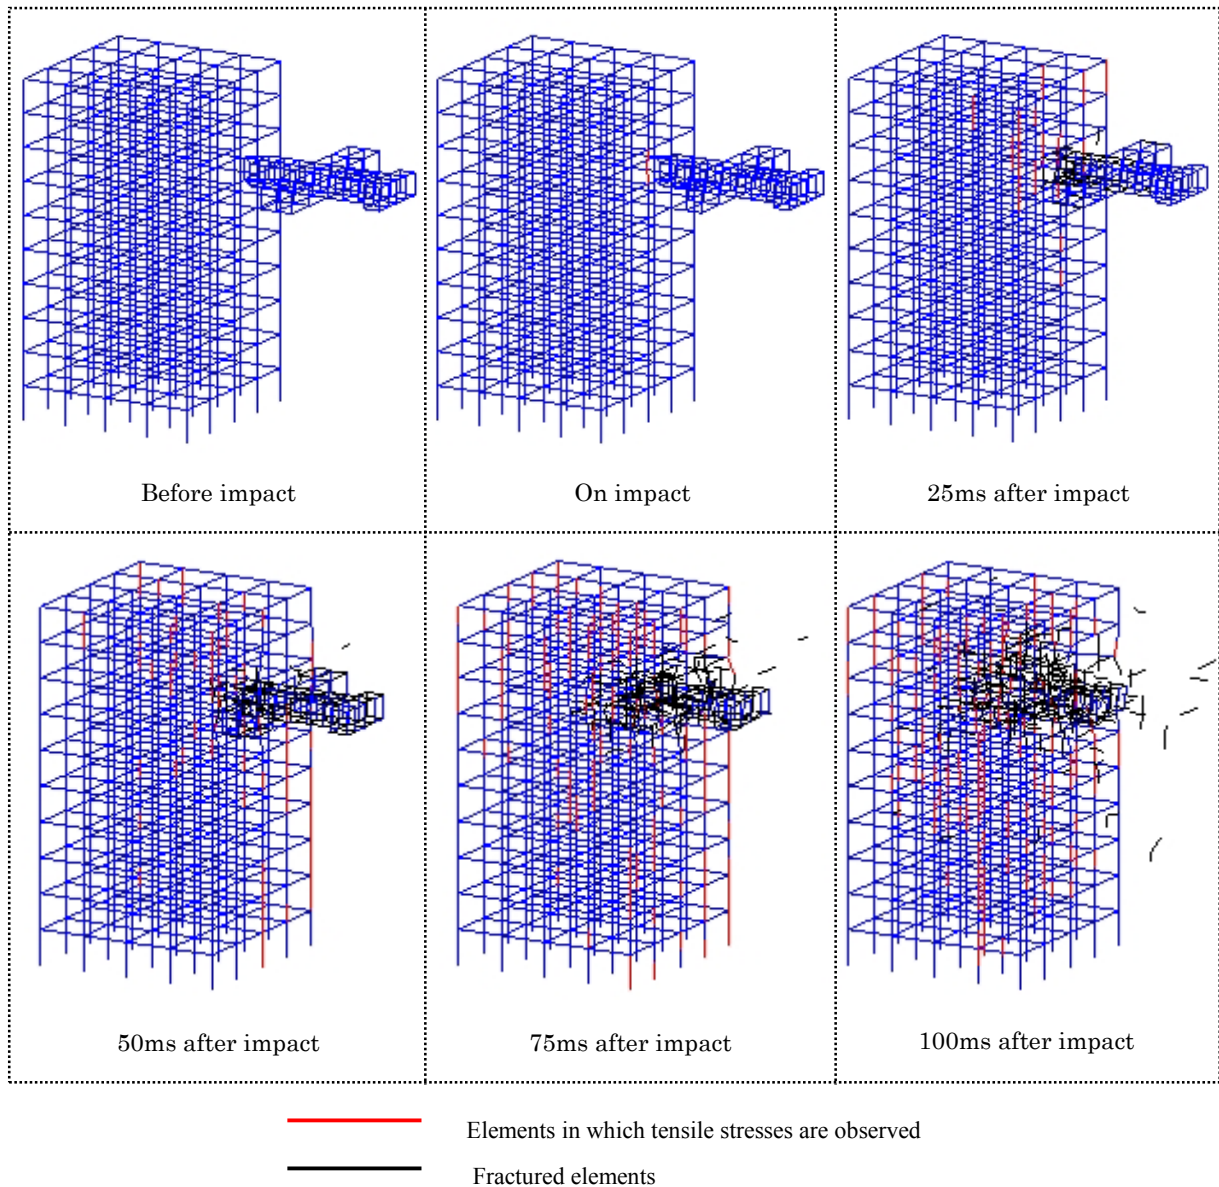 Before impact
On impact
25ms after impact
50ms after impact
75ms after impact
100ms after impact
Elements in which tensile stresses are observed
Fractured elements